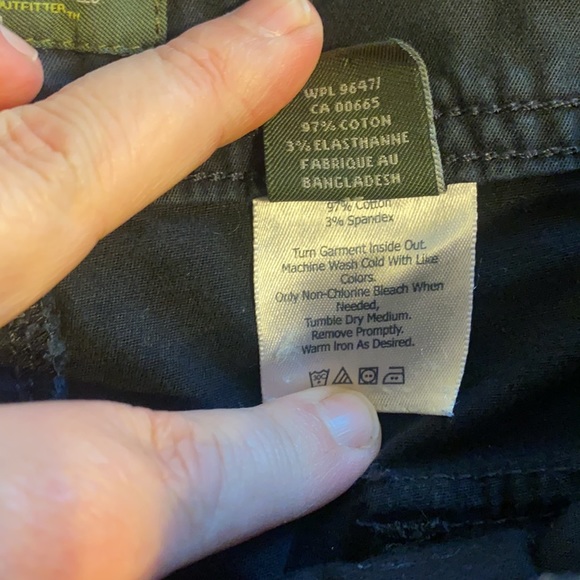 OUTFITTER TM
WPL 9647/
CA 00665
97% COTON
3% ELASTHANNE
FABRIQUE AU
BANGLADESH
97% Cotton
3% Spandex
Turn Garment Inside Out.
Machine Wash Cold With Like
Colors.
Only Non-Chlorine Bleach When
Needed,
Tumble Dry Medium.
Remove Promptly.
Warm Iron As Desired.